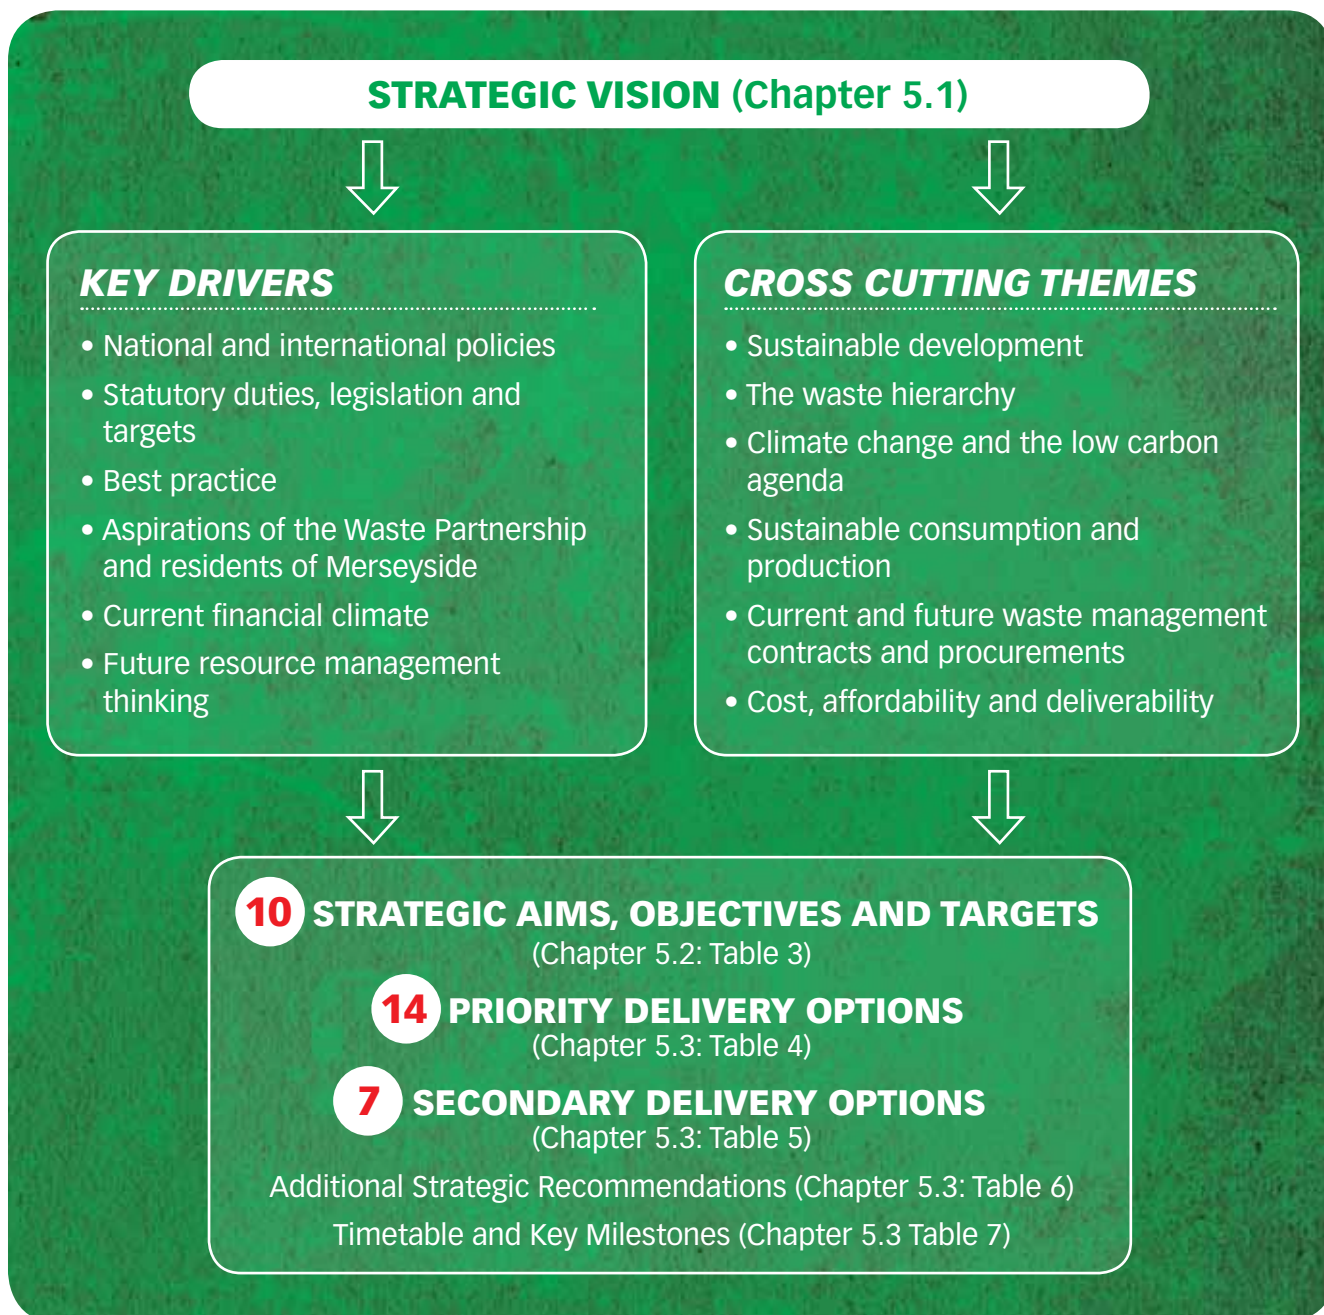 STRATEGIC VISION (Chapter 5.1)
KEY DRIVERS
• National and international policies
• Statutory duties, legislation and
targets
• Best practice
• Aspirations of the Waste Partnership
and residents of Merseyside
• Current financial climate
• Future resource management
thinking
CROSS CUTTING THEMES
• Sustainable development
• The waste hierarchy
• Climate change and the low carbon
agenda
• Sustainable consumption and
production
• Current and future waste management
contracts and procurements
• Cost, affordability and deliverability
10 STRATEGIC AIMS, OBJECTIVES AND TARGETS
(Chapter 5.2: Table 3)
14 PRIORITY DELIVERY OPTIONS
(Chapter 5.3: Table 4)
7 SECONDARY DELIVERY OPTIONS
(Chapter 5.3: Table 5)
Additional Strategic Recommendations (Chapter 5.3: Table 6)
Timetable and Key Milestones (Chapter 5.3 Table 7)